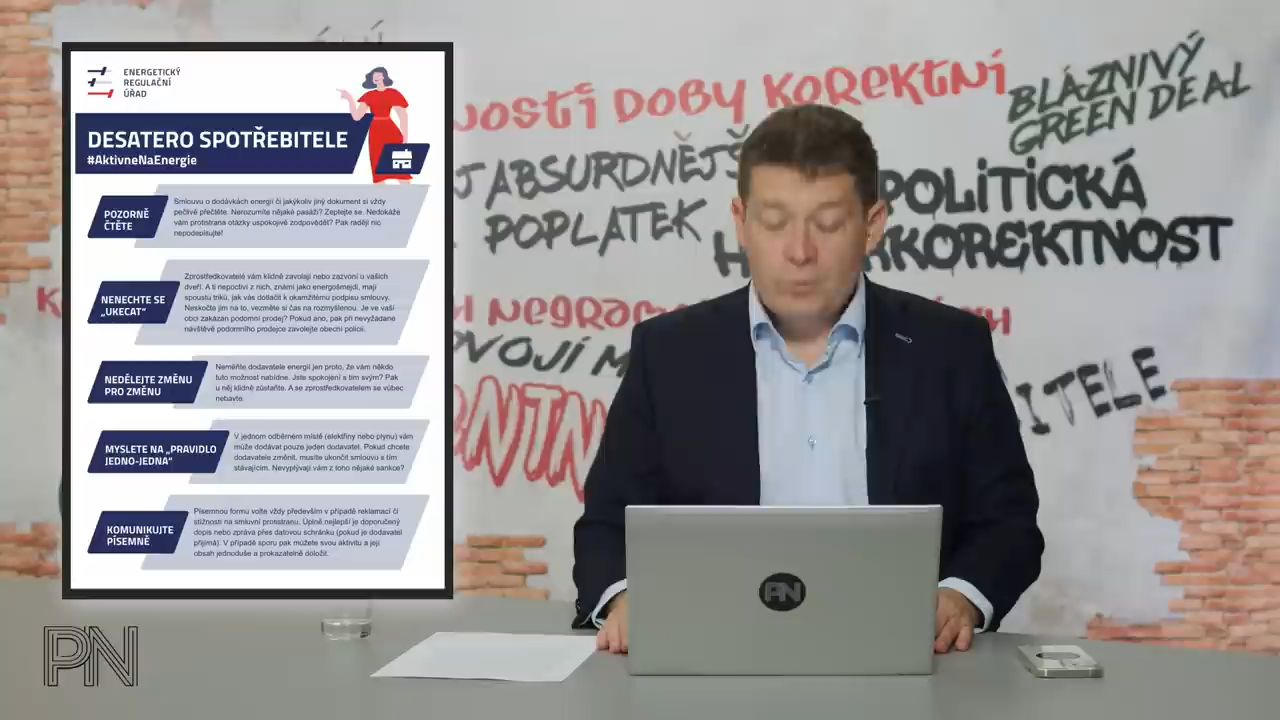 ENERGETICKÝ
REGULAČNÍ
ÚŘAD
DESATERO SPOTŘEBITELE
#AktivneNaEnergie
POZORNĚ
ČTĚTE
Smlouvu o dodávkách energií či jakýkoliv jiný dokument si vždy
pečlivě přečtěte. Nerozumíte nějaké pasáži? Zeptejte se. Nedokáže
vám protistrana otázky uspokojivě zodpovědět? Pak raději nic
nepodepisujte!
NENECHTE SE
„UKECAT“
Zprostředkovatelé vám klidně zavolají nebo zazvoní u vašich
dveří. A ti nepoctiví z nich, známí jako energošmejdi, mají
spoustu triků, jak vás dotlačit k okamžitému podpisu smlouvy.
Neskočte jim na to, vezměte si čas na rozmyšlenou. Je ve vaší
obci zakázán podomní prodej? Pokud ano, pak při nevyžádané
návštěvě podomního prodejce zavolejte obecní policii.
NEDĚLEJTE ZMĚNU
PRO ZMĚNU
Neměňte dodavatele energií jen proto, že vám někdo
tuto možnost nabídne. Jste spokojení s tím svým? Pak
u něj klidně zůstaňte. A se zprostředkovatelem se vůbec
nebavte.
MYSLETE NA „PRAVIDLO
JEDNO-JEDNA“
V jednom odběrném místě (elektřiny nebo plynu) vám
může dodávat pouze jeden dodavatel. Pokud chcete
dodavatele změnit, musíte ukončit smlouvu s tím
stávajícím. Nevyplývají vám z toho nějaké sankce?
KOMUNIKUJTE
PÍSEMNĚ
Písemnou formu volte vždy především v případě reklamací či
stížností na smluvní protistranu. Úplně nejlepší je doporučený
dopis nebo zpráva přes datovou schránku (pokud je dodavatel
přijímá). V případě sporu pak můžete svou aktivitu a její
obsah jednoduše a prokazatelně doložit.
DOBY KOREKTNÍ
BLÁZNIVÝ
GREEN DEAL
POPLATEK
POLITICKÁ
PN
PN